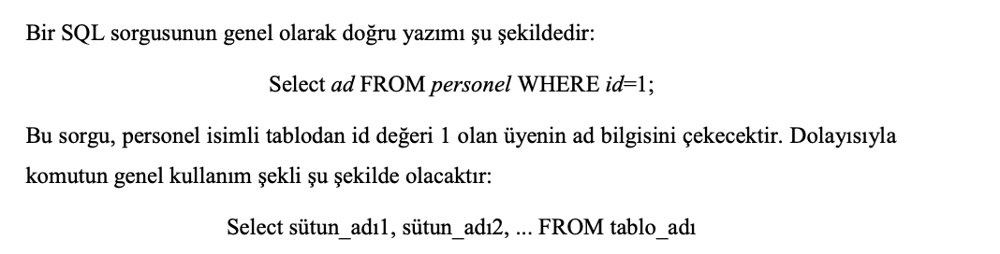 Bir SQL sorgusunun genel olarak doğru yazımı şu şekildedir:
Select ad FROM personel WHERE id=1;
Bu sorgu, personel isimli tablodan id değeri 1 olan üyenin ad bilgisini çekecektir. Dolayısıyla
komutun genel kullanım şekli şu şekilde olacaktır:
Select sütun_adı1, sütun_adı2, ... FROM tablo_adı